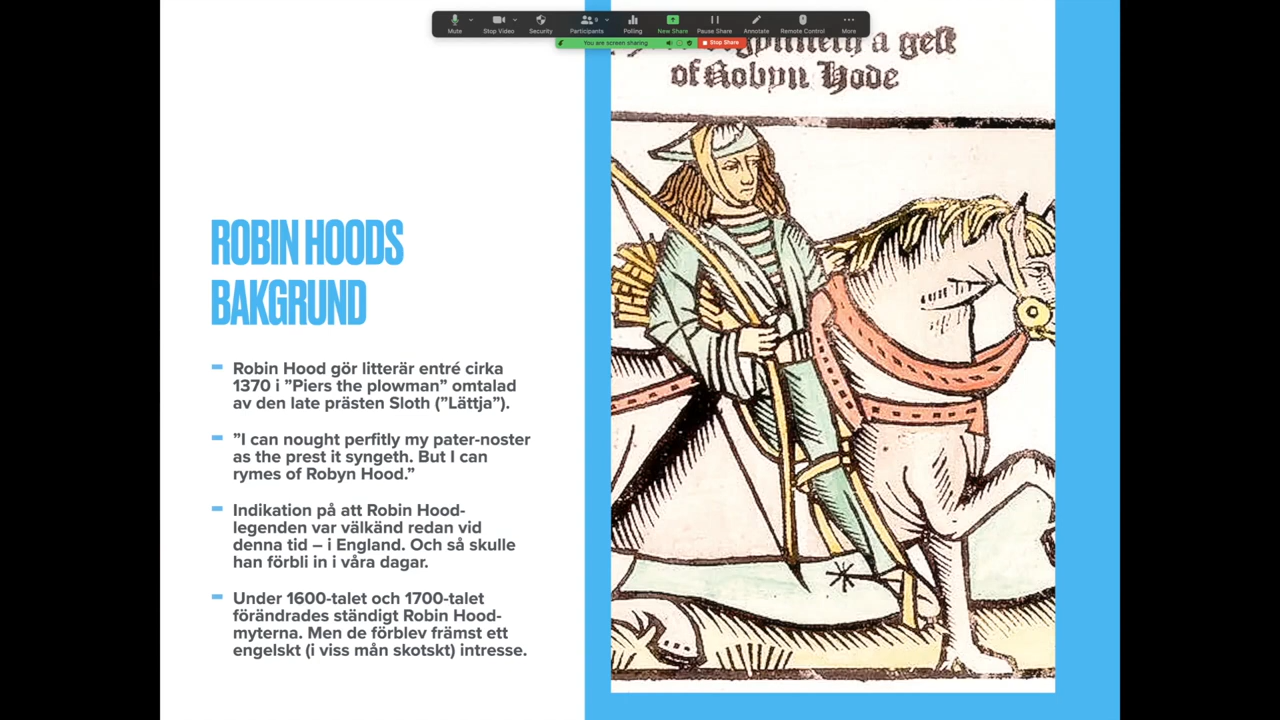 Mute
Stop Video
Security
Participants
9
Polling
New Share
Pause Share
Annotate
Remote Control
More
You are screen sharing
Stop Share
a gest
of Robyn Hode
ROBIN HOODS
BAKGRUND
Robin Hood gör litterär entré cirka
1370 i ”Piers the plowman” omtalad
av den late prästen Sloth (”Lättja”).
”I can nought perfitly my pater-noster
as the prest it syngeth. But I can
rymes of Robyn Hood.”
Indikation på att Robin Hood-
legenden var välkänd redan vid
denna tid – i England. Och så skulle
han förbli in i våra dagar.
Under 1600-talet och 1700-talet
förändrades ständigt Robin Hood-
myterna. Men de förblev främst ett
engelskt (i viss mån skotskt) intresse.